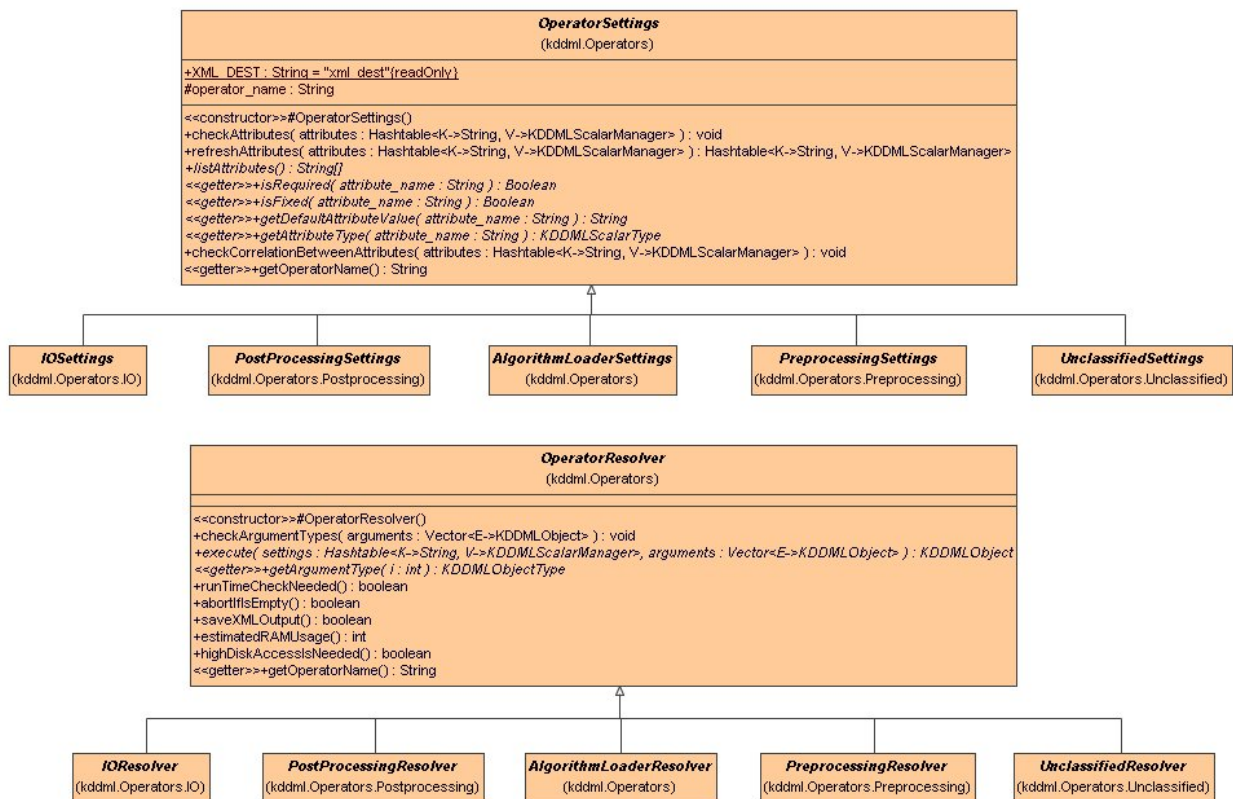 OperatorSettings
(kddml.Operators)
+XML_DEST : String = "xml_dest"{readOnly}
#operator_name : String
<<constructor>>#OperatorSettings()
+checkAttributes( attributes : Hashtable<K->String, V->KDDMLScalarManager> ) : void
+refreshAttributes( attributes : Hashtable<K->String, V->KDDMLScalarManager> ) : Hashtable<K->String, V->KDDMLScalarManager>
+listAttributes() : String[]
<<getter>>+isRequired( attribute_name : String ) : Boolean
<<getter>>+isFixed( attribute_name : String ) : Boolean
<<getter>>+getDefaultAttributeValue( attribute_name : String ) : String
<<getter>>+getAttributeType( attribute_name : String ) : KDDMLScalarType
+checkCorrelationBetweenAttributes( attributes : Hashtable<K->String, V->KDDMLScalarManager> ) : void
<<getter>>+getOperatorName() : String
IOSettings
(kddml.Operators.IO)
PostProcessingSettings
(kddml.Operators.Postprocessing)
AlgorithmLoaderSettings
(kddml.Operators)
PreprocessingSettings
(kddml.Operators.Preprocessing)
UnclassifiedSettings
(kddml.Operators.Unclassified)
OperatorResolver
(kddml.Operators)
<<constructor>>#OperatorResolver()
+checkArgumentTypes( arguments : Vector<E->KDDMLObject> ) : void
+execute( settings : Hashtable<K->String, V->KDDMLScalarManager>, arguments : Vector<E->KDDMLObject> ) : KDDMLObject
<<getter>>+getArgumentType( i : int ) : KDDMLObjectType
+runTimeCheckNeeded() : boolean
+abortIfIsEmpty() : boolean
+saveXMLOutput() : boolean
+estimatedRAMUsage() : int
+highDiskAccessIsNeeded() : boolean
<<getter>>+getOperatorName() : String
IOResolver
(kddml.Operators.IO)
PostProcessingResolver
(kddml.Operators.Postprocessing)
AlgorithmLoaderResolver
(kddml.Operators)
PreprocessingResolver
(kddml.Operators.Preprocessing)
UnclassifiedResolver
(kddml.Operators.Unclassified)